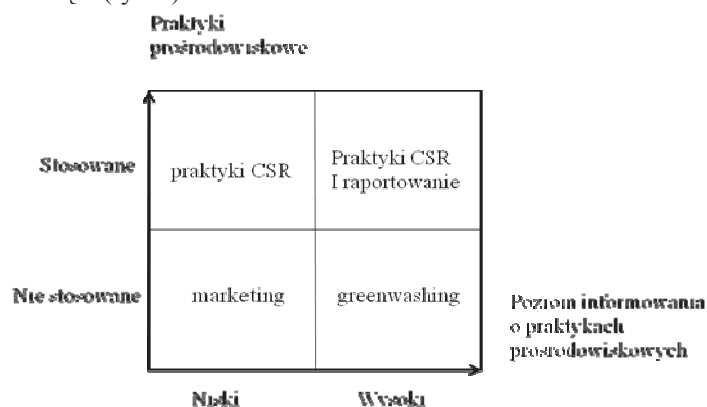 Praktyki
prośrodowiskowe
Stosowane
praktyki CSR
Praktyki CSR
I raportowanie
Nie stosowane
marketing
greenwashing
Poziom informowania
o praktykach
prośrodowiskowych
Niski
Wysoki